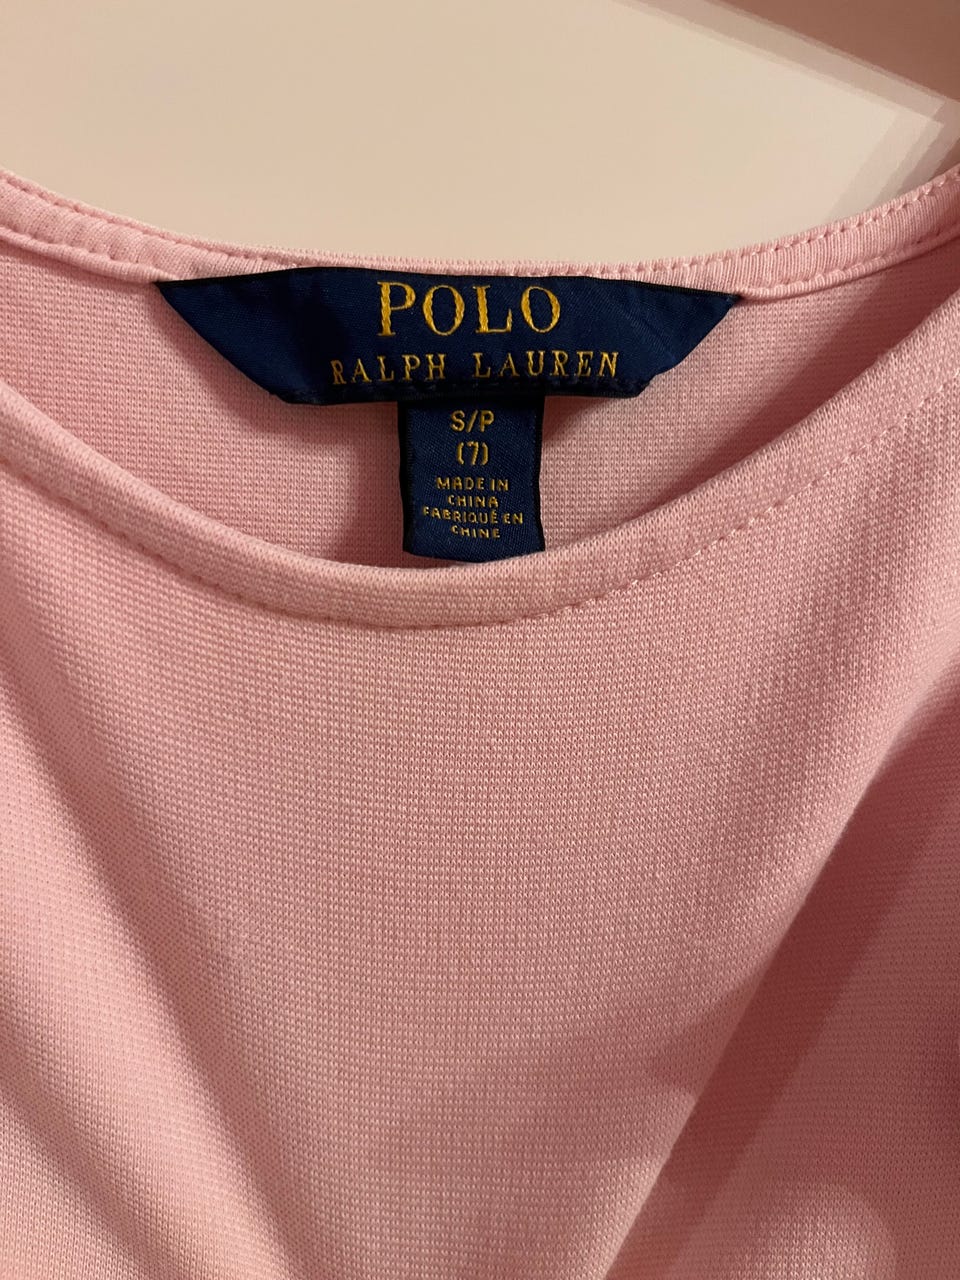 POLO
RALPH LAUREN
S/P
(7)
MADE IN
CHINA
FABRIQUÉ EN
CHINE